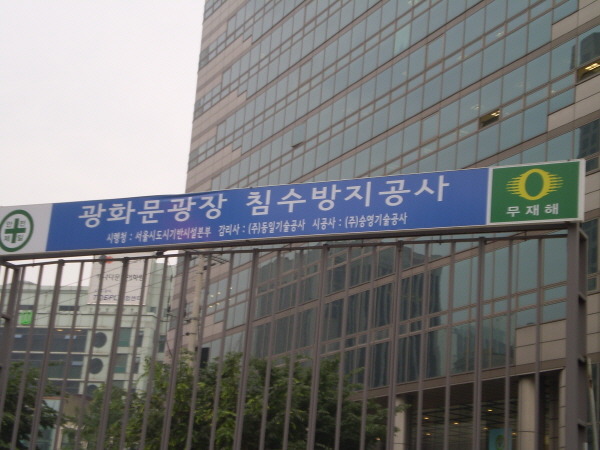 광화문광장 침수방지공사
시행청 : 서울시도시기반시설본부 감리사 : (주)동일기술공사 시공사 : (주)송영기술공사
무재해